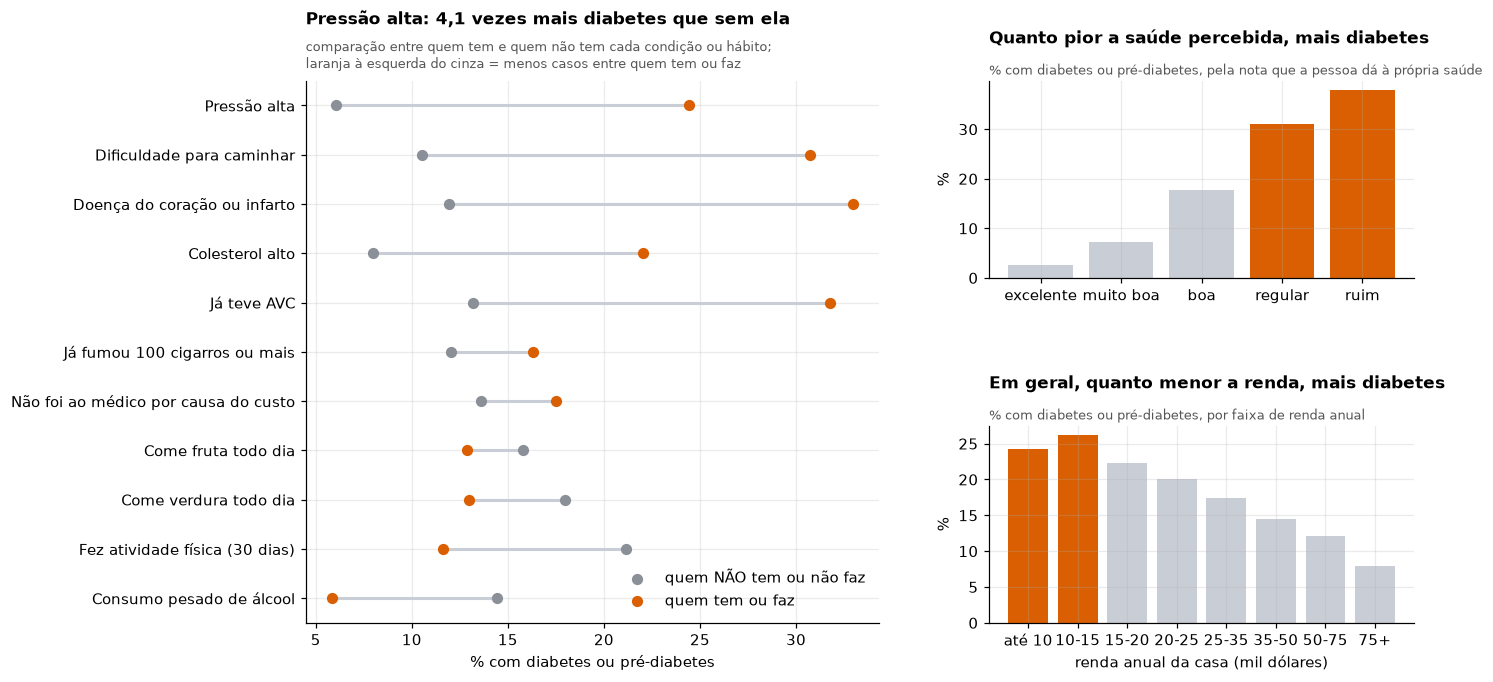 Pressão alta: 4,1 vezes mais diabetes que sem ela
comparação entre quem tem e quem não tem cada condição ou hábito;
laranja à esquerda do cinza = menos casos entre quem tem ou faz
Pressão alta
Dificuldade para caminhar
Doença do coração ou infarto
Colesterol alto
Já teve AVC
Já fumou 100 cigarros ou mais
Não foi ao médico por causa do custo
Come fruta todo dia
Come verdura todo dia
Fez atividade física (30 dias)
Consumo pesado de álcool
quem NÃO tem ou não faz
quem tem ou faz
5 10 15 20 25 30
% com diabetes ou pré-diabetes
Quanto pior a saúde percebida, mais diabetes
% com diabetes ou pré-diabetes, pela nota que a pessoa dá à própria saúde
%
30
20
10
0
excelente muito boa boa regular ruim
Em geral, quanto menor a renda, mais diabetes
% com diabetes ou pré-diabetes, por faixa de renda anual
%
25
20
15
10
5
0
até 10 10-15 15-20 20-25 25-35 35-50 50-75 75+
renda anual da casa (mil dólares)